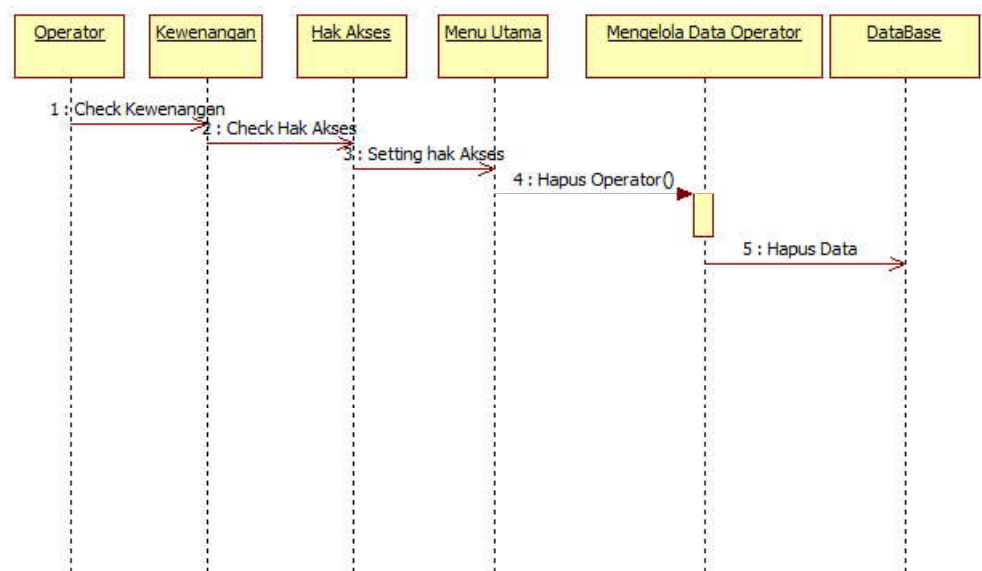 Operator
Kewenangan
Hak Akses
Menu Utama
Mengelola Data Operator
DataBase
1 : Check Kewenangan
2 : Check Hak Akses
3 : Setting hak Akses
4 : Hapus Operator()
5 : Hapus Data